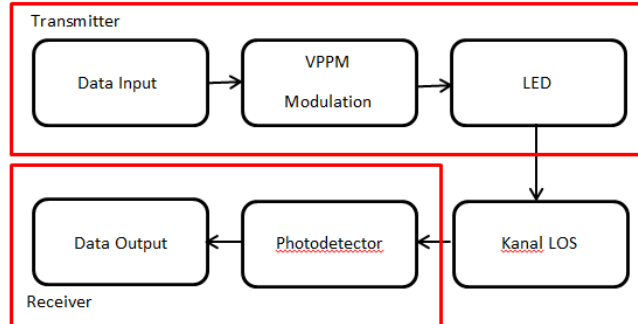 Transmitter
Data Input
VPPM
Modulation
LED
Data Output
Photodetector
Kanal LOS
Receiver